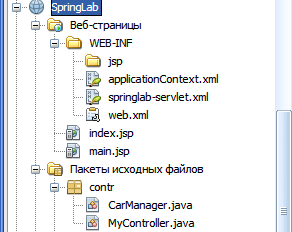 SpringLab
Веб-страницы
WEB-INF
jsp
applicationContext.xml
springlab-servlet.xml
web.xml
index.jsp
main.jsp
Пакеты исходных файлов
contr
CarManager.java
MyController.java